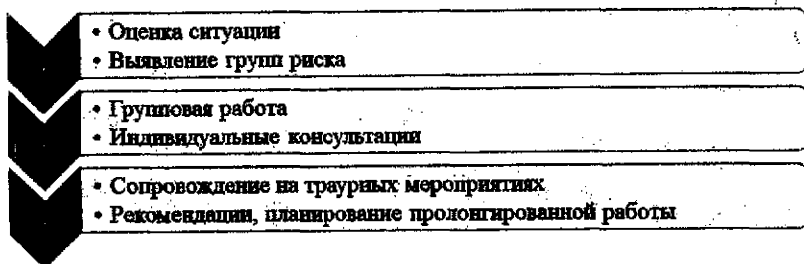 • Оценка ситуации
• Выявление групп риска
• Групповая работа
• Индивидуальные консультации
• Сопровождение на траурных мероприятиях
• Рекомендации, планирование пролонгированной работы